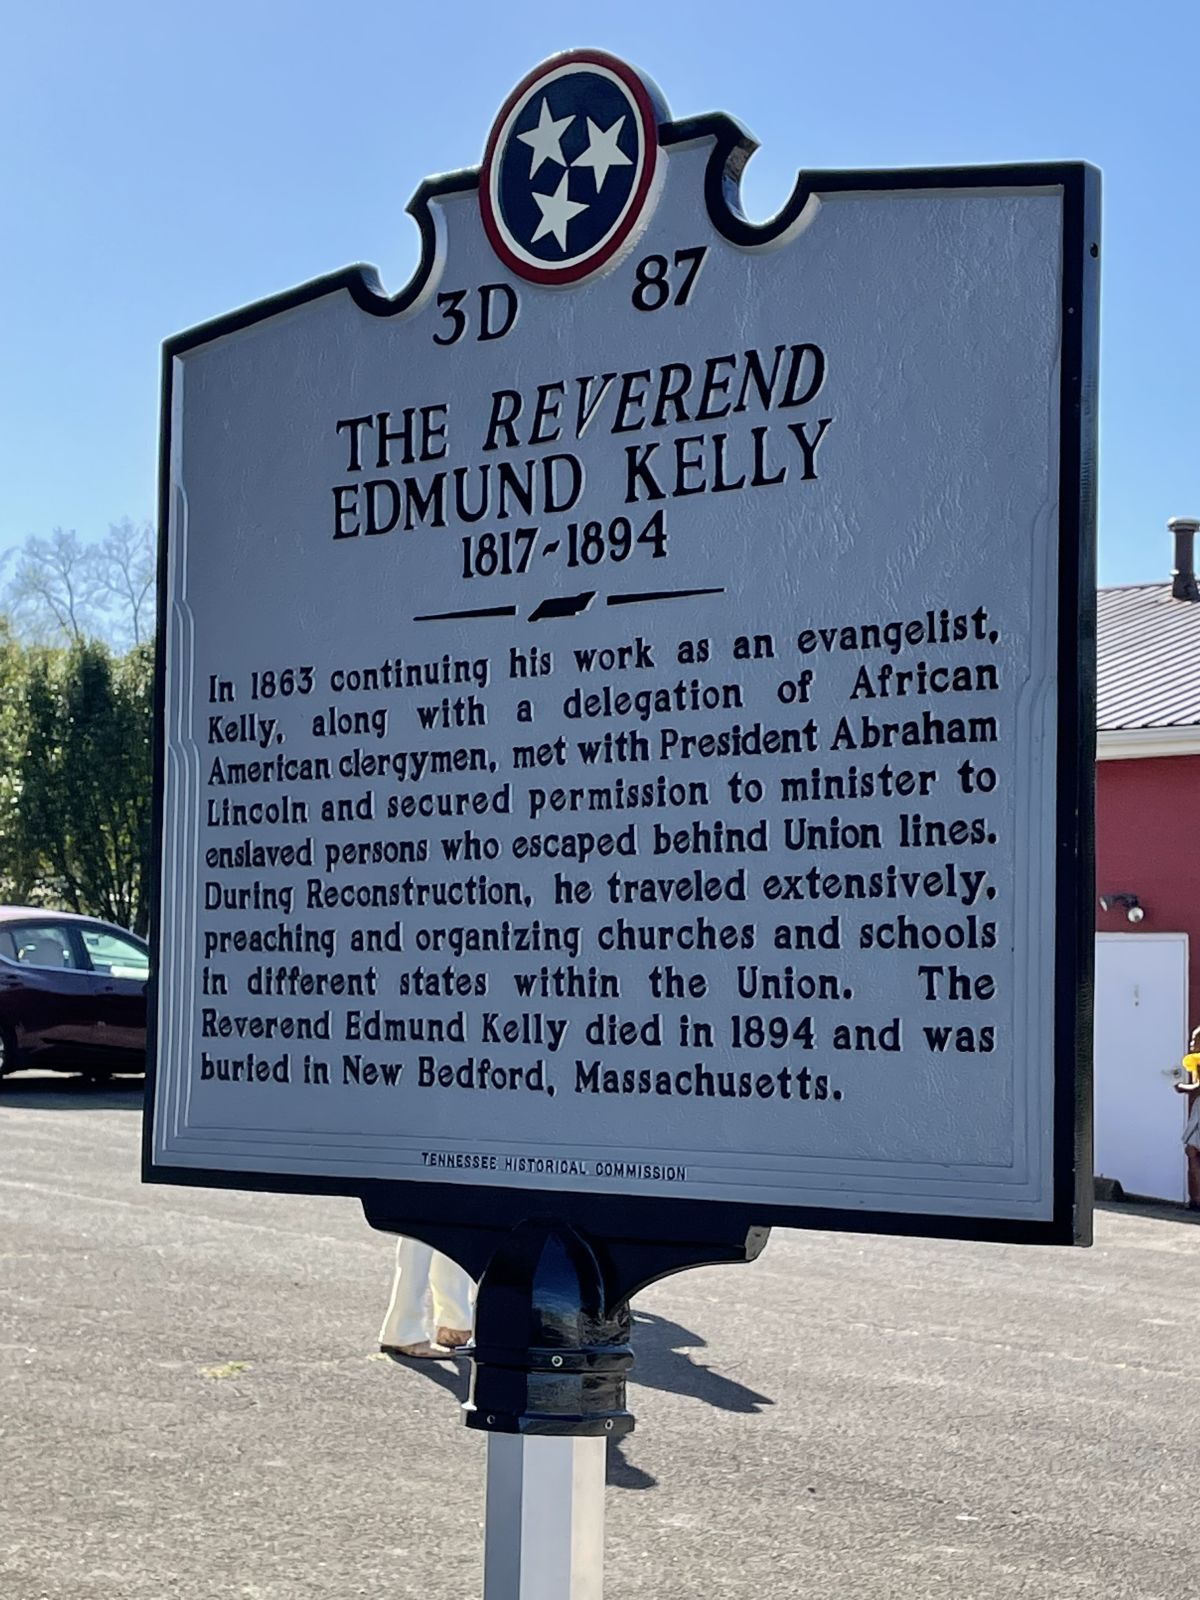 3D 87
THE REVEREND
EDMUND KELLY
1817-1894
In 1863 continuing his work as an evangelist,
Kelly, along with a delegation of African
American clergymen, met with President Abraham
Lincoln and secured permission to minister to
enslaved persons who escaped behind Union lines.
During Reconstruction, he traveled extensively,
preaching and organizing churches and schools
in different states within the Union. The
Reverend Edmund Kelly died in 1894 and was
buried in New Bedford, Massachusetts.
TENNESSEE HISTORICAL COMMISSION